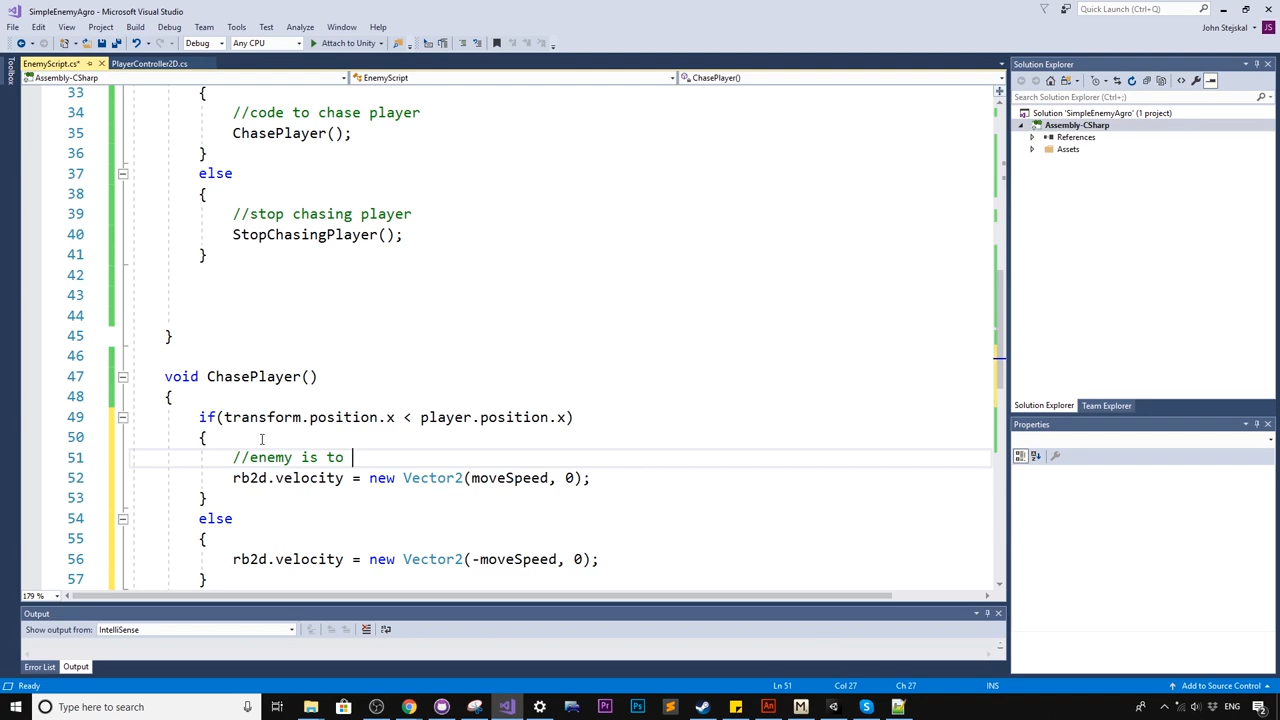 SimpleEnemyAgro - Microsoft Visual Studio
Quick Launch (Ctrl+Q)
File Edit View Project Build Debug Team Tools Test Analyze Window Help
John Stejskal JS
Debug Any CPU Attach to Unity
EnemyScript.cs* PlayerController2D.cs
Assembly-CSharp EnemyScript ChasePlayer()
Toolbox
33 {
34 //code to chase player
35 ChasePlayer();
36 }
37 else
38 {
39 //stop chasing player
40 StopChasingPlayer();
41 }
42
43
44
45 }
46
47 void ChasePlayer()
48 {
49 if(transform.position.x < player.position.x)
50 {
51 //enemy is to
52 rb2d.velocity = new Vector2(moveSpeed, 0);
53 }
54 else
55 {
56 rb2d.velocity = new Vector2(-moveSpeed, 0);
57 }
179 %
Output
Show output from: IntelliSense
Error List Output
Solution Explorer
Search Solution Explorer (Ctrl+;)
Solution 'SimpleEnemyAgro' (1 project)
Assembly-CSharp
References
Assets
Solution Explorer Team Explorer
Properties
Ready Ln 51 Col 27 Ch 27 INS Add to Source Control
Type here to search
ENG